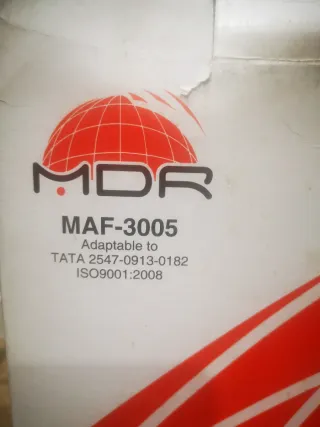 MDR
MAF-3005
Adaptable to
TATA 2547-0913-0182
ISO9001:2008